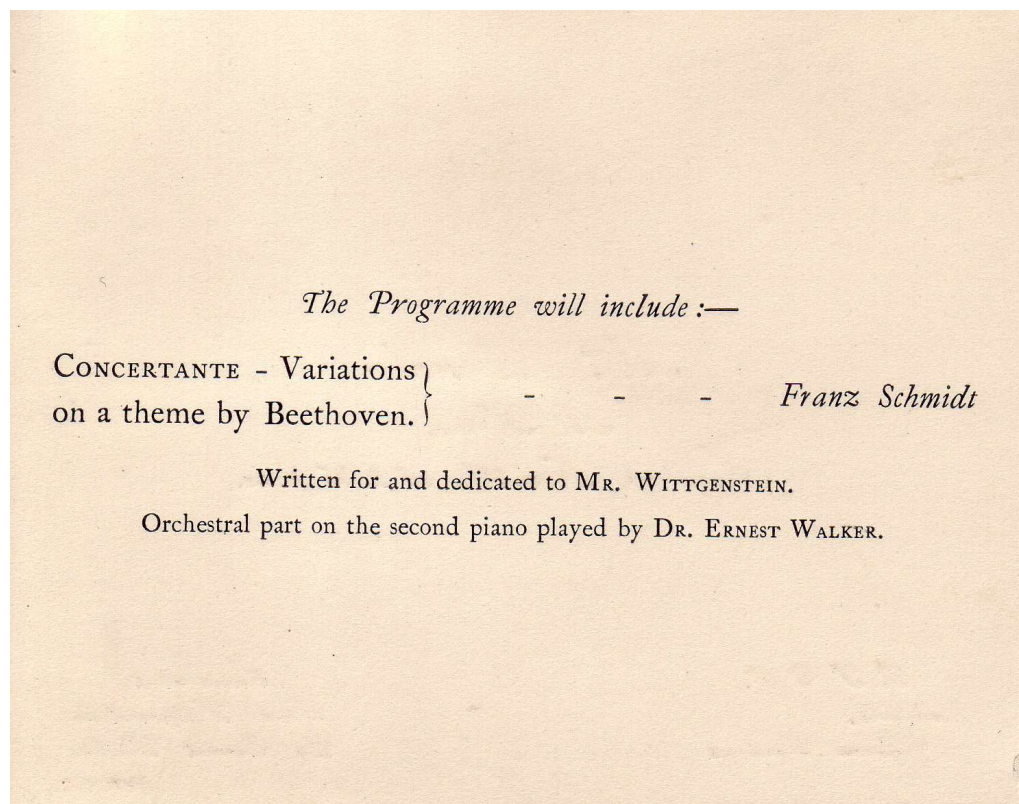 The Programme will include :—
CONCERTANTE - Variations
on a theme by Beethoven. } - - - Franz Schmidt
Written for and dedicated to MR. WITTGENSTEIN.
Orchestral part on the second piano played by DR. ERNEST WALKER.